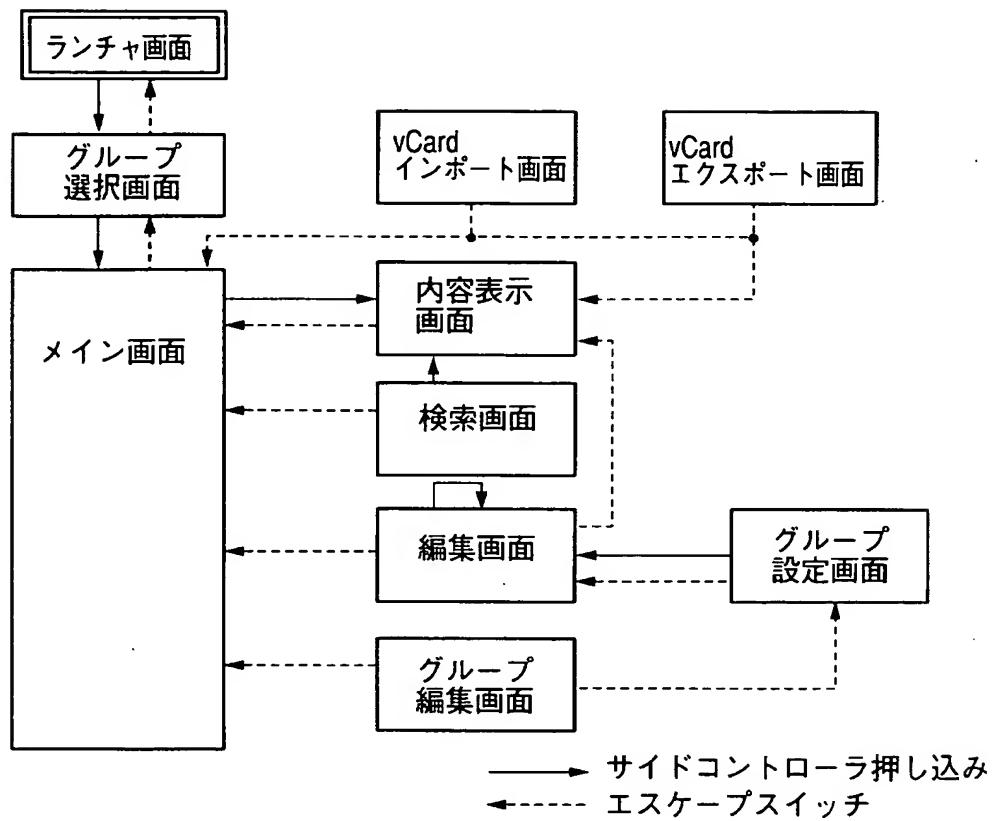 ランチャ画面
グループ
選択画面
vCard
インポート画面
vCard
エクスポート画面
メイン画面
内容表示
画面
検索画面
編集画面
グループ
設定画面
グループ
編集画面
サイドコントローラ押し込み
エスケープスイッチ